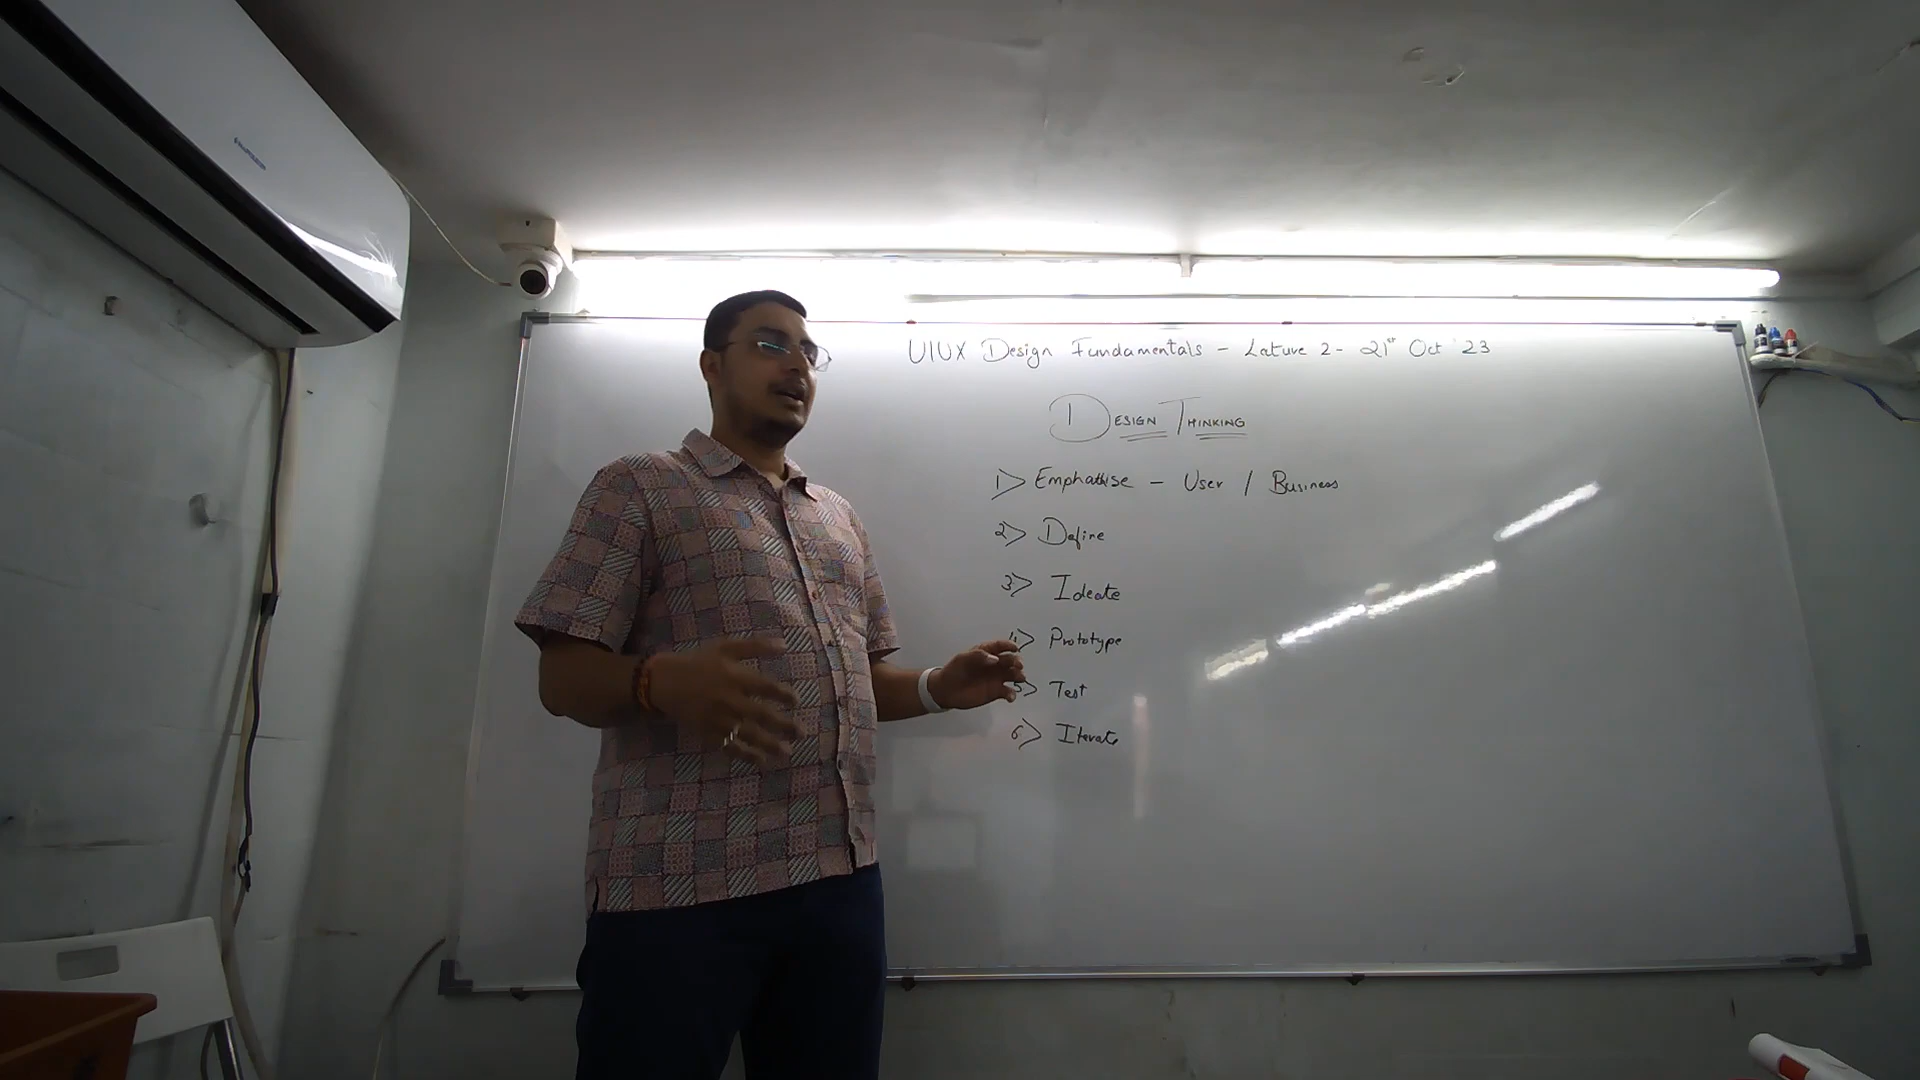 UIUX Design Fundamentals - Lecture 2 - 21st Oct '23
DESIGN THINKING
1> Emphathise - User / Business
2> Define
3> Ideate
4> Prototype
5> Test
6> Iterate